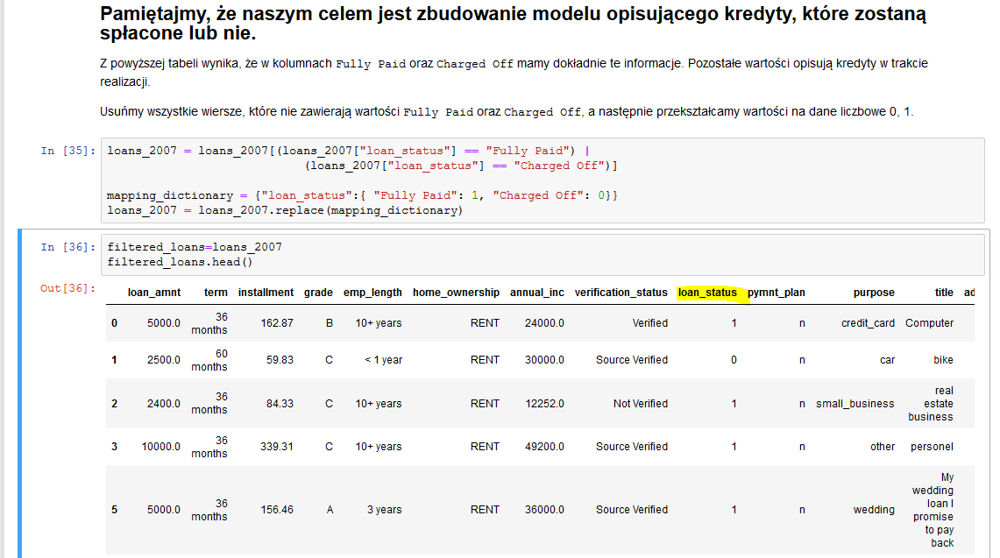 Pamiętajmy, że naszym celem jest zbudowanie modelu opisującego kredyty, które zostaną
spłacone lub nie.
Z powyższej tabeli wynika, że w kolumnach Fully Paid oraz Charged Off mamy dokładnie te informacje. Pozostałe wartości opisują kredyty w trakcie
realizacji.
Usuńmy wszystkie wiersze, które nie zawierają wartości Fully Paid oraz Charged Off, a następnie przekształcamy wartości na dane liczbowe 0, 1.
In [35]: loans_2007 = loans_2007[(loans_2007["loan_status"] == "Fully Paid") |
(loans_2007["loan_status"] == "Charged Off")]
mapping_dictionary = {"loan_status":{ "Fully Paid": 1, "Charged Off": 0}}
loans_2007 = loans_2007.replace(mapping_dictionary)
In [36]: filtered_loans=loans_2007
filtered_loans.head()
Out[36]:
loan_amnt term installment grade emp_length home_ownership annual_inc verification_status loan_status pymnt_plan purpose title ad
0 5000.0 36 months 162.87 B 10+ years RENT 24000.0 Verified 1 n credit_card Computer
1 2500.0 60 months 59.83 C < 1 year RENT 30000.0 Source Verified 0 n car bike
2 2400.0 36 months 84.33 C 10+ years RENT 12252.0 Not Verified 1 n small_business real estate business
3 10000.0 36 months 339.31 C 10+ years RENT 49200.0 Source Verified 1 n other personel
5 5000.0 36 months 156.46 A 3 years RENT 36000.0 Source Verified 1 n wedding My wedding loan I promise to pay back